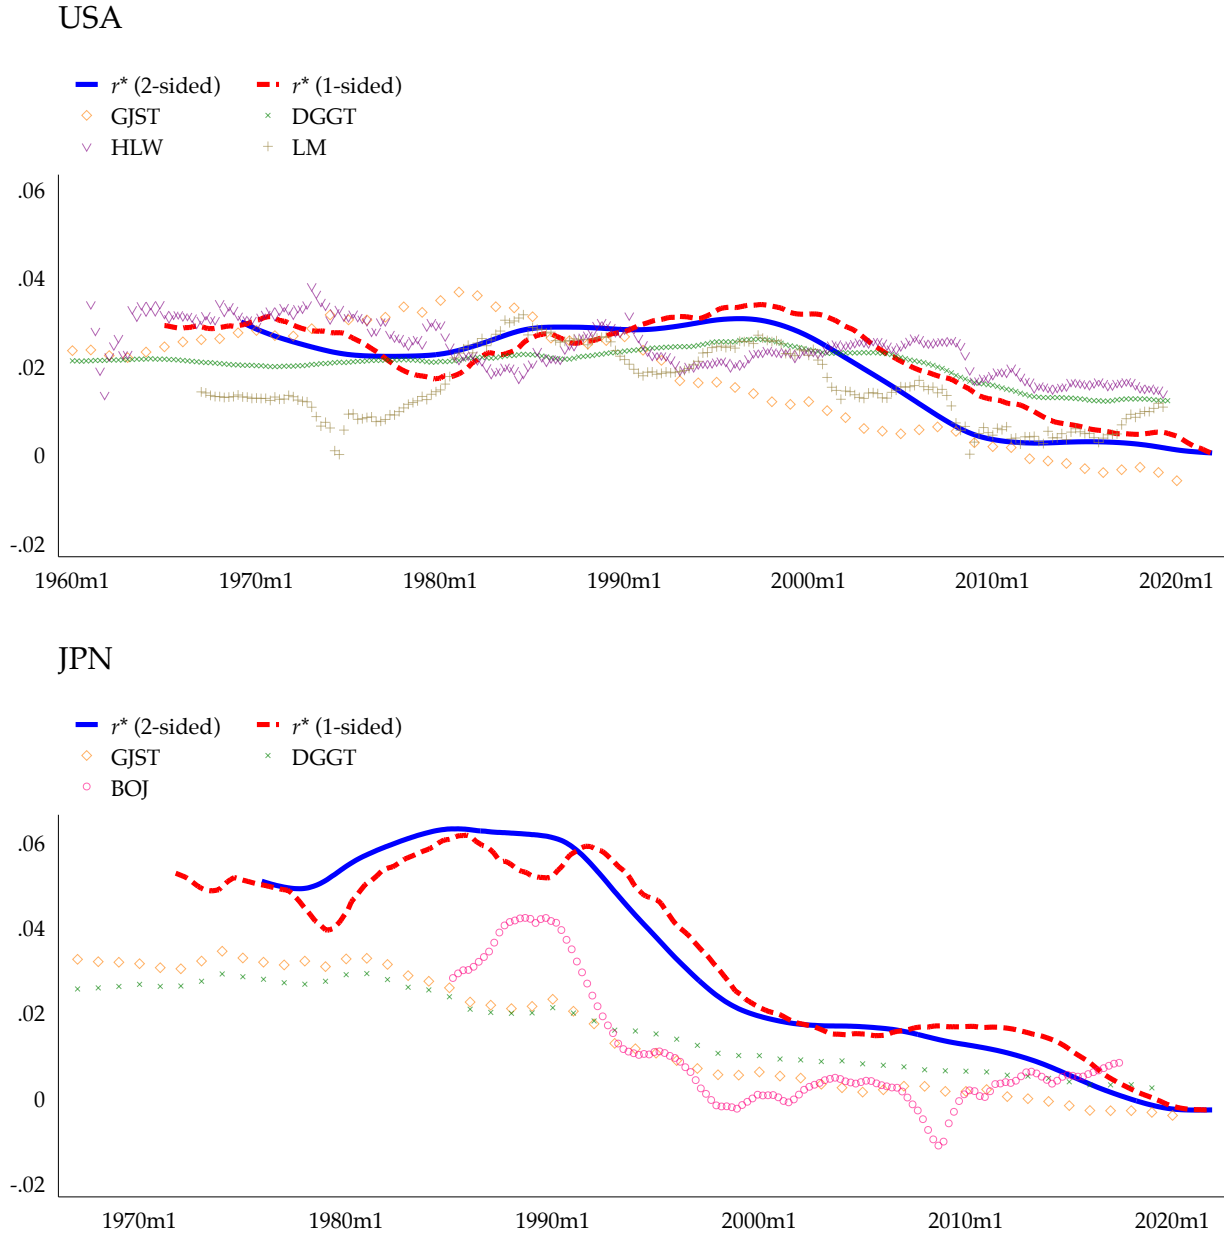 USA
r* (2-sided) r* (1-sided)
GJST DGGT
HLW LM
.06
.04
.02
0
-.02
1960m1 1970m1 1980m1 1990m1 2000m1 2010m1 2020m1
JPN
r* (2-sided) r* (1-sided)
GJST DGGT
BOJ
.06
.04
.02
0
-.02
1970m1 1980m1 1990m1 2000m1 2010m1 2020m1